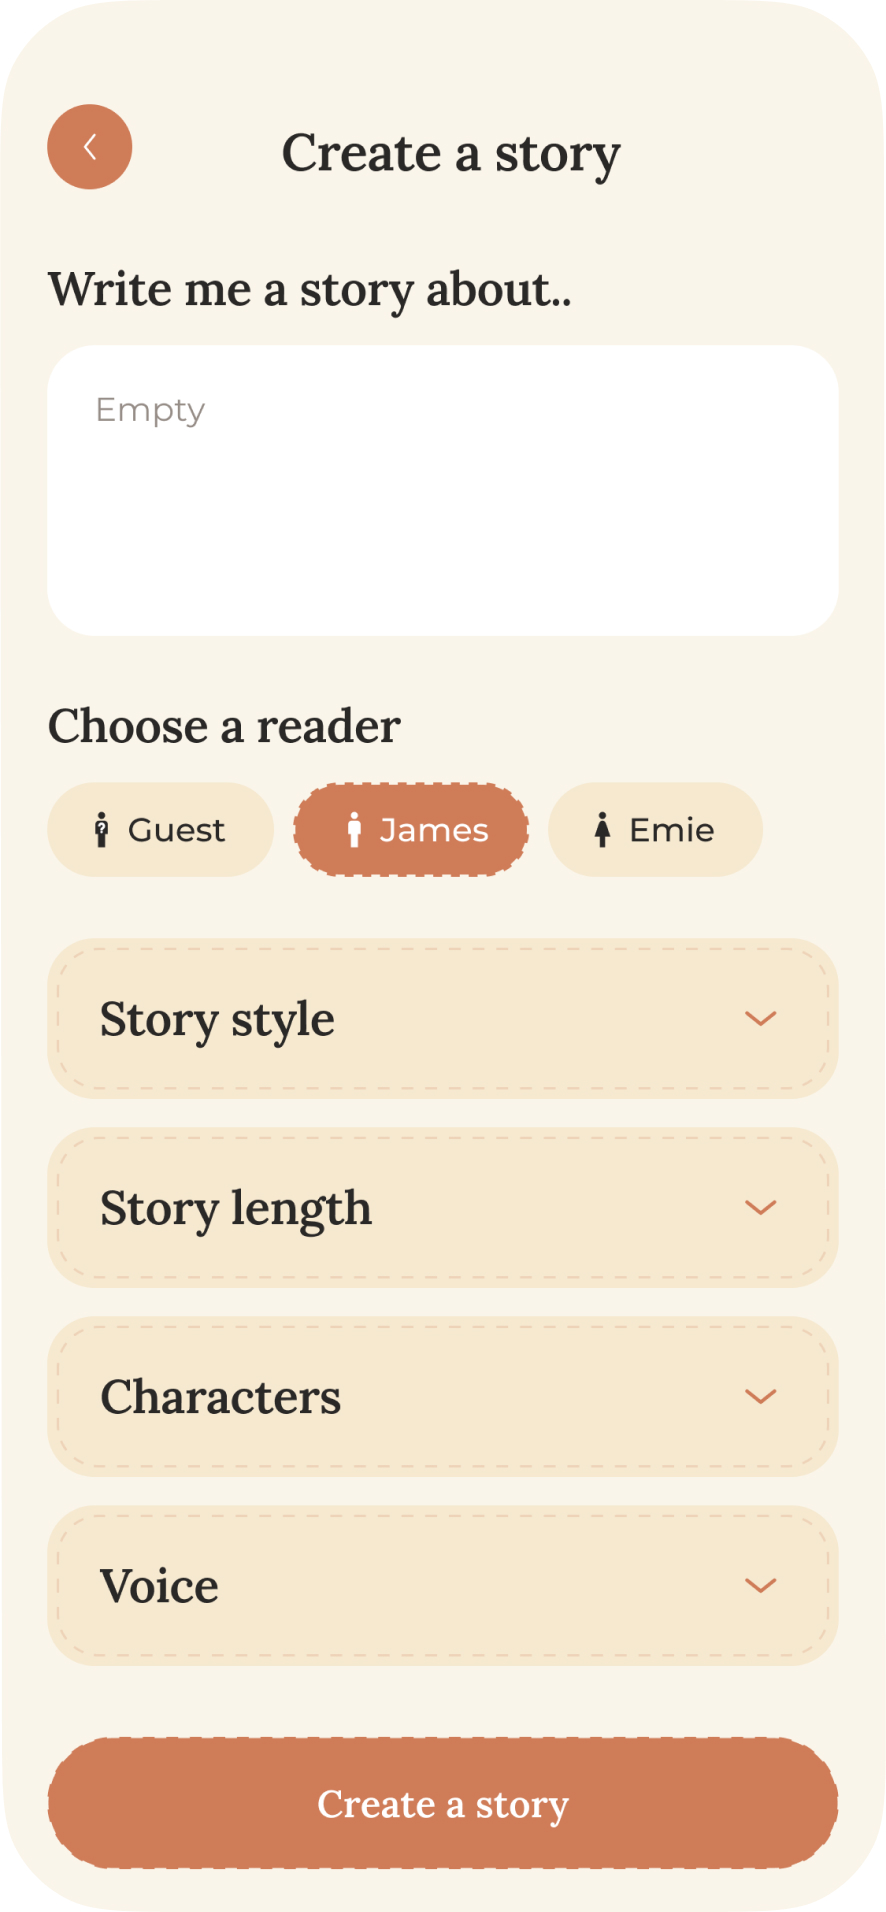 Create a story
Write me a story about..
Empty
Choose a reader
Guest James Emie
Story style
Story length
Characters
Voice
Create a story